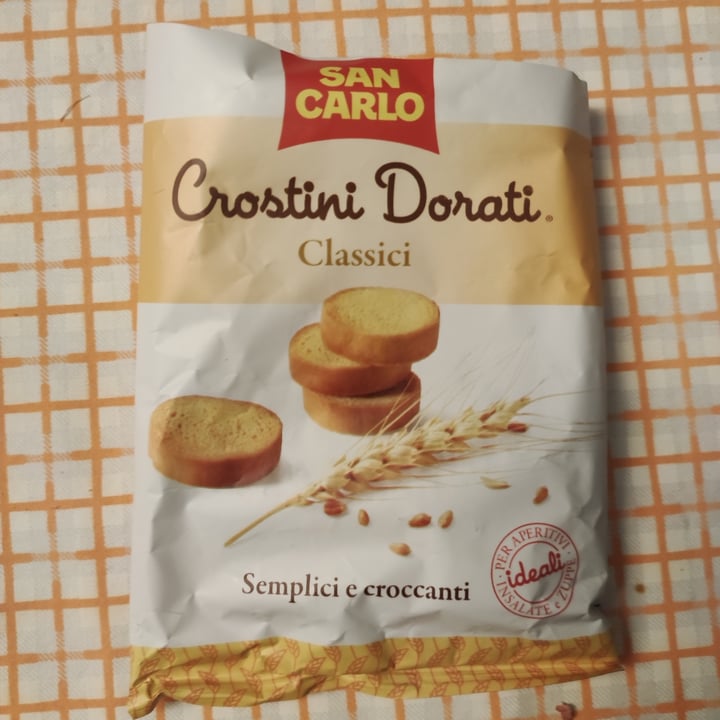 SAN
CARLO
Crostini Dorati®
Classici
Semplici e croccanti
PER APERITIVI
ideali
INSALATE e ZUPPE